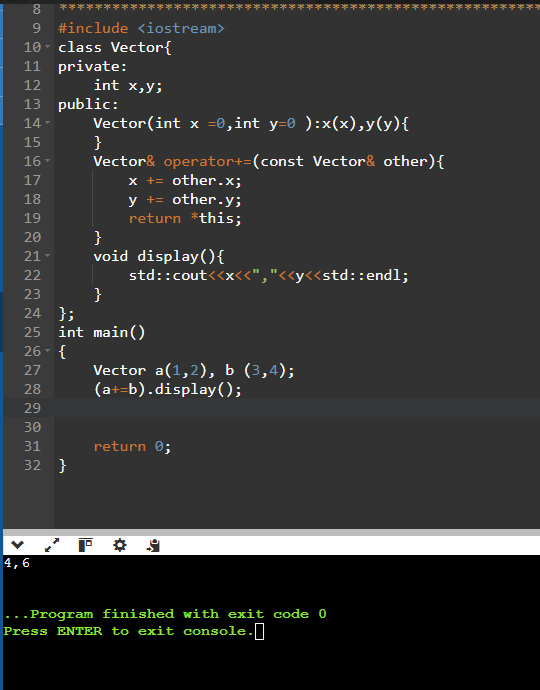 8 ******************************************************
9 #include <iostream>
10 class Vector{
11 private:
12     int x,y;
13 public:
14     Vector(int x =0,int y=0 ):x(x),y(y){
15     }
16     Vector& operator+=(const Vector& other){
17         x += other.x;
18         y += other.y;
19         return *this;
20     }
21     void display(){
22         std::cout<<x<<","<<y<<std::endl;
23     }
24 };
25 int main()
26 {
27     Vector a(1,2), b (3,4);
28     (a+=b).display();
29
30
31     return 0;
32 }
4,6
...Program finished with exit code 0
Press ENTER to exit console.